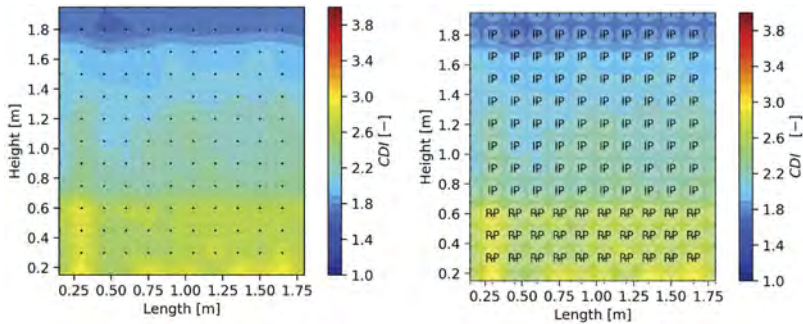 1.8
1.6
1.4
1.2
1.0
0.8
0.6
0.4
0.2
Height [m]
0.25 0.50 0.75 1.00 1.25 1.50 1.75
Length [m]
3.8
3.4
3.0
2.6
2.2
1.8
1.4
1.0
CDI [−]
1.8
1.6
1.4
1.2
1.0
0.8
0.6
0.4
0.2
Height [m]
IP IP IP IP IP IP IP IP IP IP
IP IP IP IP IP IP IP IP IP IP
IP IP IP IP IP IP IP IP IP IP
IP IP IP IP IP IP IP IP IP IP
IP IP IP IP IP IP IP IP IP IP
IP IP IP IP IP IP IP IP IP IP
IP IP IP IP IP IP IP IP IP IP
IP IP IP IP IP IP IP IP IP IP
RP RP RP RP RP RP RP RP RP RP
RP RP RP RP RP RP RP RP RP RP
RP RP RP RP RP RP RP RP RP RP
0.25 0.50 0.75 1.00 1.25 1.50 1.75
Length [m]
3.8
3.4
3.0
2.6
2.2
1.8
1.4
1.0
CDI [−]